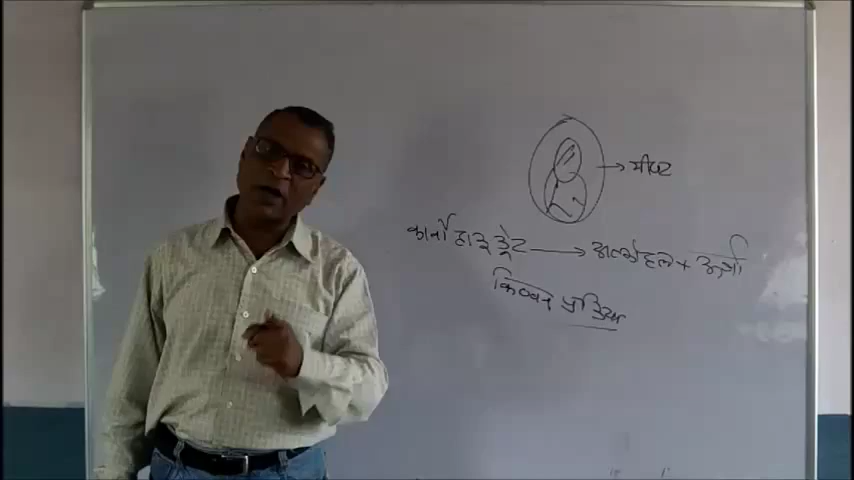 यीष्ट
कार्बोहाइड्रेट → अल्कोहल + ऊर्जा
किण्वन प्रक्रिया